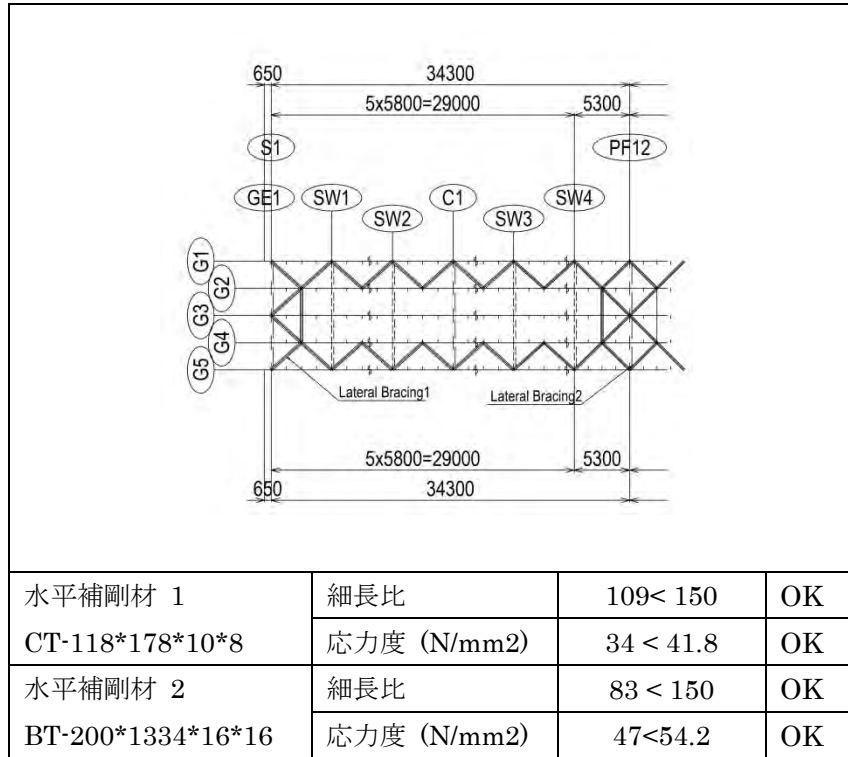 650 34300
5x5800=29000 5300
S1 PF12
GE1 SW1 C1 SW4
SW2 SW3
G1
G2
G3
G4
G5
Lateral Bracing1 Lateral Bracing2
5x5800=29000 5300
650 34300
水平補剛材 1 細長比 109< 150 OK
CT-118*178*10*8 応力度 (N/mm2) 34 < 41.8 OK
水平補剛材 2 細長比 83 < 150 OK
BT-200*1334*16*16 応力度 (N/mm2) 47<54.2 OK